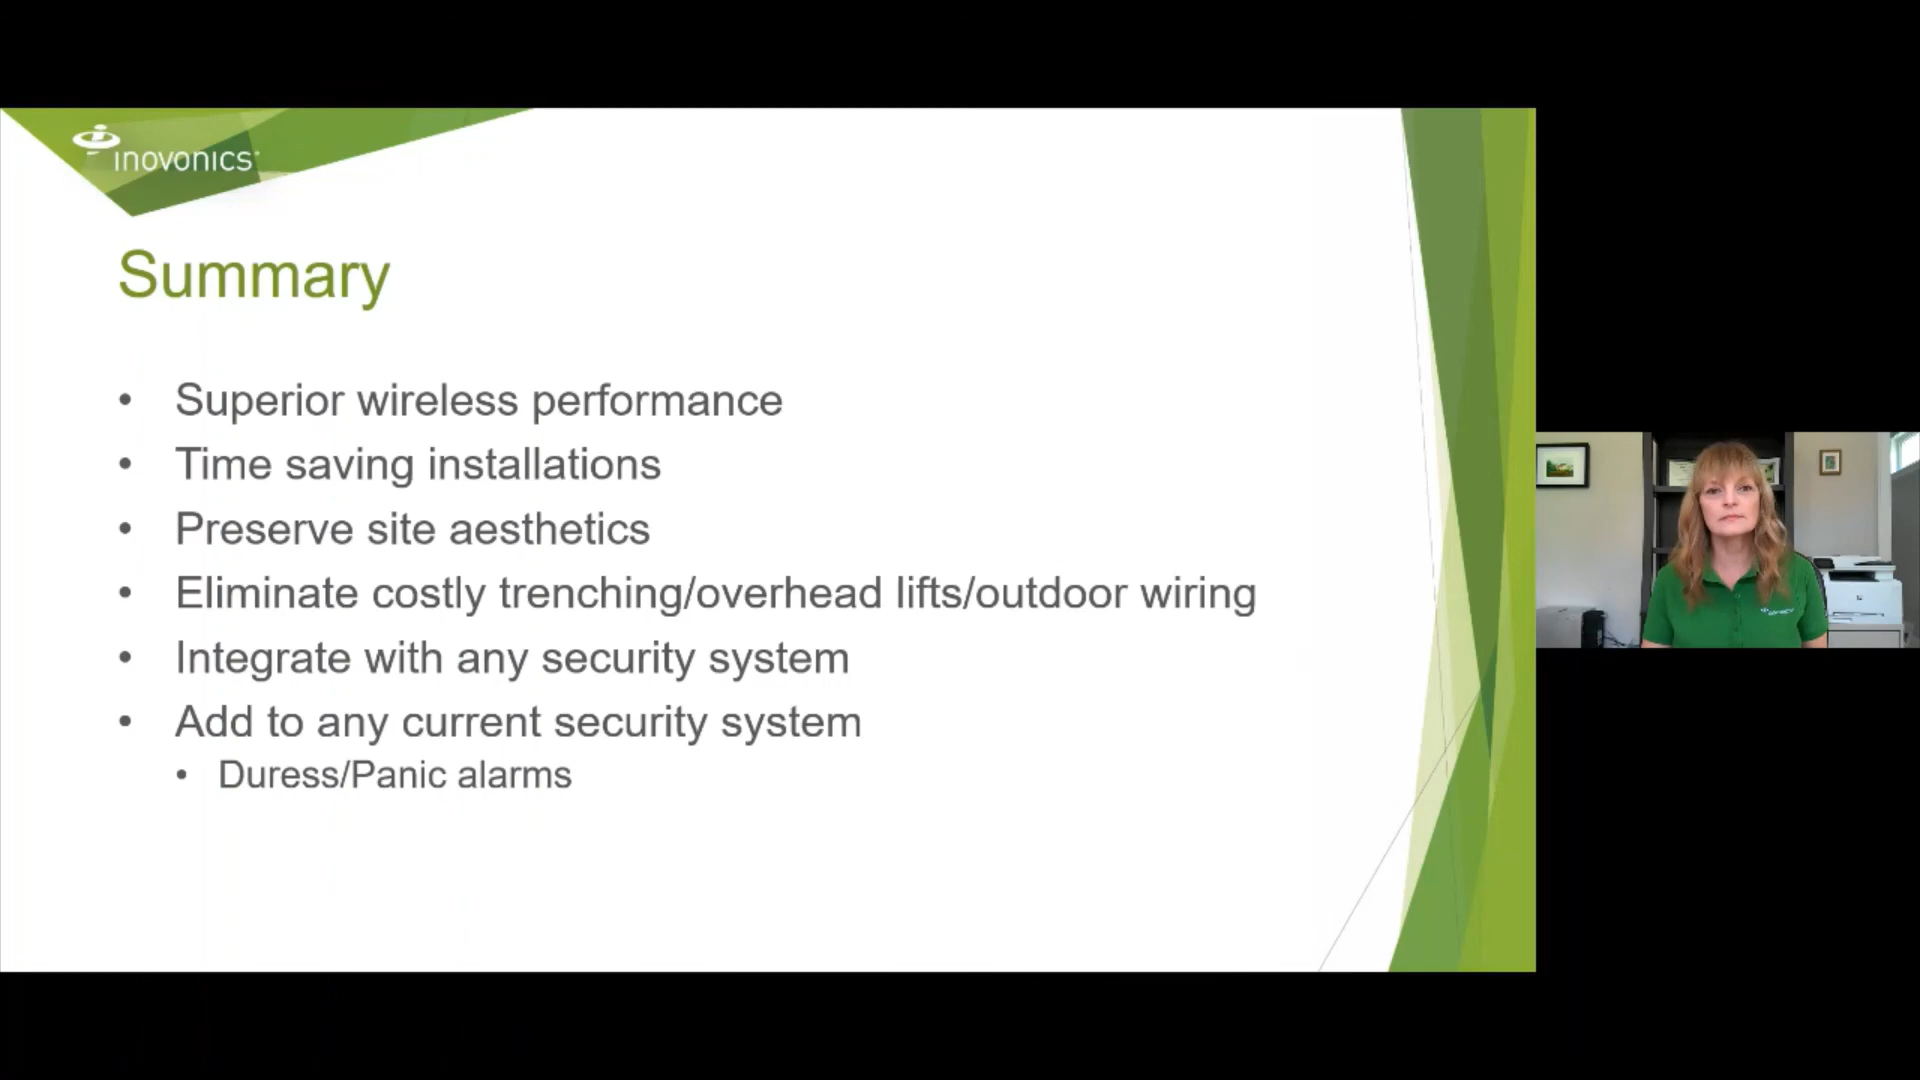 inovonics
Summary
• Superior wireless performance
• Time saving installations
• Preserve site aesthetics
• Eliminate costly trenching/overhead lifts/outdoor wiring
• Integrate with any security system
• Add to any current security system
• Duress/Panic alarms